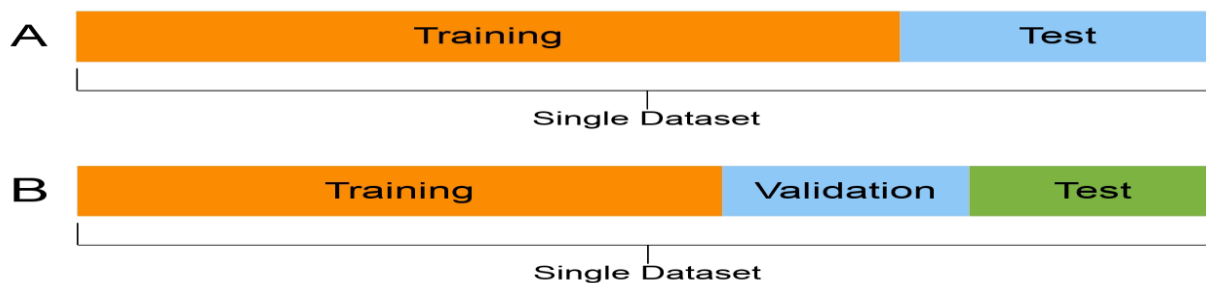 A Training Test
Single Dataset
B Training Validation Test
Single Dataset